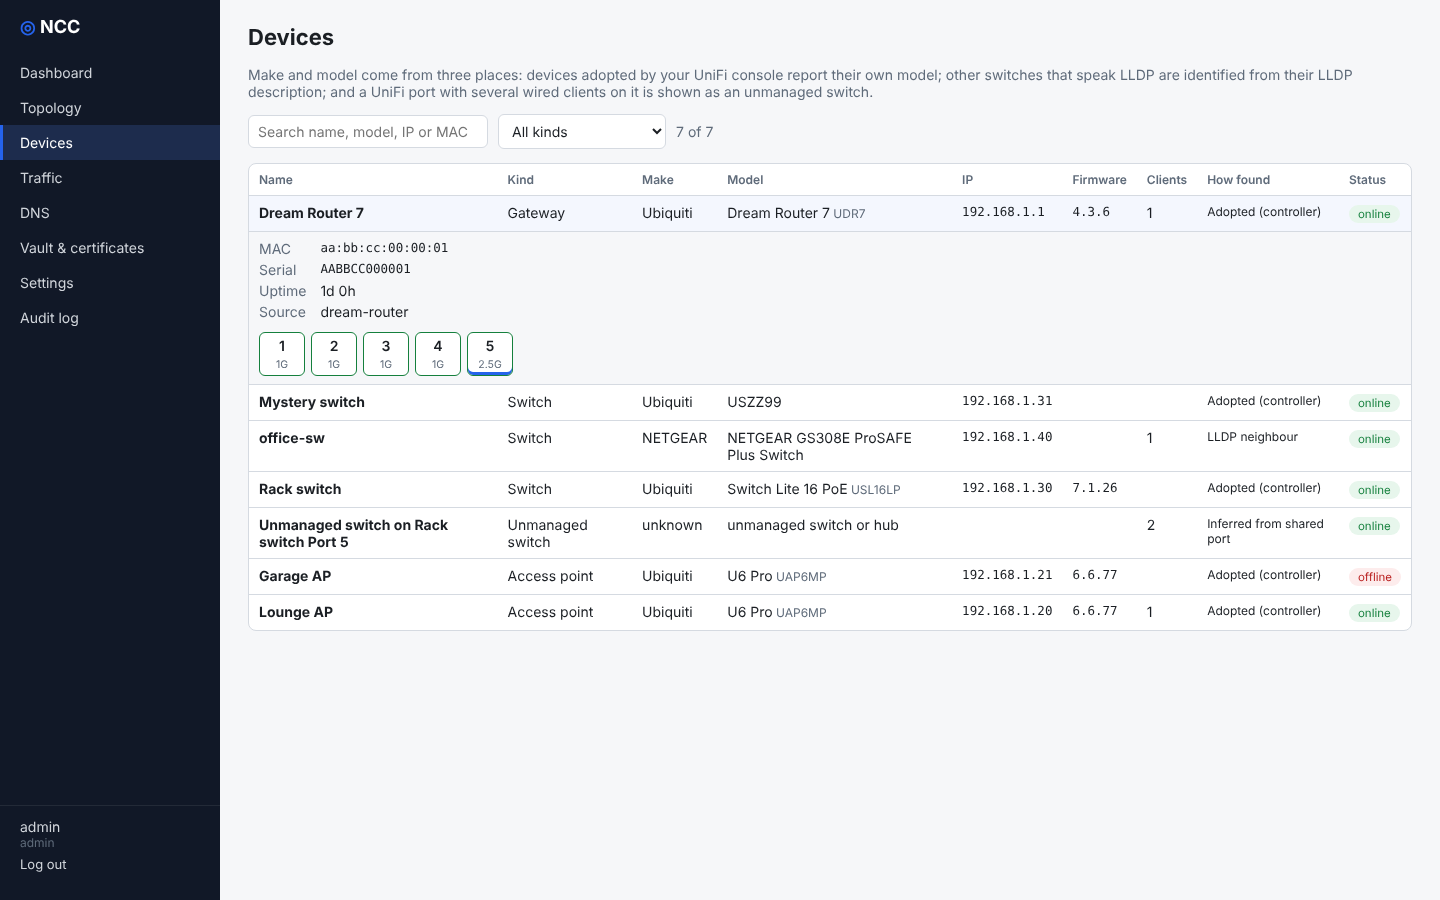 ◎ NCC
Dashboard
Topology
Devices
Traffic
DNS
Vault & certificates
Settings
Audit log
admin
admin
Log out
Devices
Make and model come from three places: devices adopted by your UniFi console report their own model; other switches that speak LLDP are identified from their LLDP
description; and a UniFi port with several wired clients on it is shown as an unmanaged switch.
Search name, model, IP or MAC All kinds 7 of 7
Name Kind Make Model IP Firmware Clients How found Status
Dream Router 7 Gateway Ubiquiti Dream Router 7 UDR7 192.168.1.1 4.3.6 1 Adopted (controller) online
MAC aa:bb:cc:00:00:01
Serial AABBCC000001
Uptime 1d 0h
Source dream-router
1 2 3 4 5
1G 1G 1G 1G 2.5G
Mystery switch Switch Ubiquiti USZZ99 192.168.1.31 Adopted (controller) online
office-sw Switch NETGEAR NETGEAR GS308E ProSAFE 192.168.1.40 1 LLDP neighbour online
Plus Switch
Rack switch Switch Ubiquiti Switch Lite 16 PoE USL16LP 192.168.1.30 7.1.26 Adopted (controller) online
Unmanaged switch on Rack Unmanaged unknown unmanaged switch or hub 2 Inferred from shared online
switch Port 5 switch port
Garage AP Access point Ubiquiti U6 Pro UAP6MP 192.168.1.21 6.6.77 Adopted (controller) offline
Lounge AP Access point Ubiquiti U6 Pro UAP6MP 192.168.1.20 6.6.77 1 Adopted (controller) online